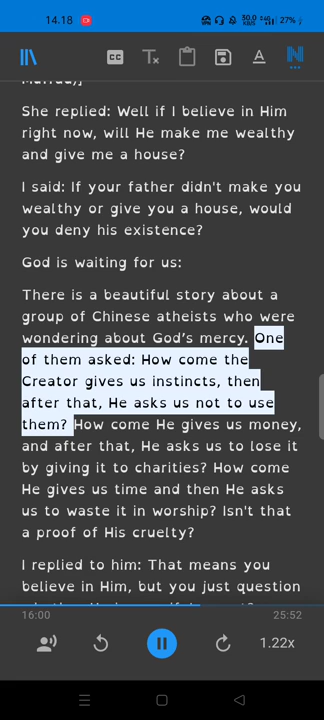 14.18
30.0
KB/S
27%
CC
She replied: Well if I believe in Him
right now, will He make me wealthy
and give me a house?
I said: If your father didn't make you
wealthy or give you a house, would
you deny his existence?
God is waiting for us:
There is a beautiful story about a
group of Chinese atheists who were
wondering about God's mercy. One
of them asked: How come the
Creator gives us instincts, then
after that, He asks us not to use
them? How come He gives us money,
and after that, He asks us to lose it
by giving it to charities? How come
He gives us time and then He asks
us to waste it in worship? Isn't that
a proof of His cruelty?
I replied to him: That means you
believe in Him, but you just question
16:00
25:52
1.22x